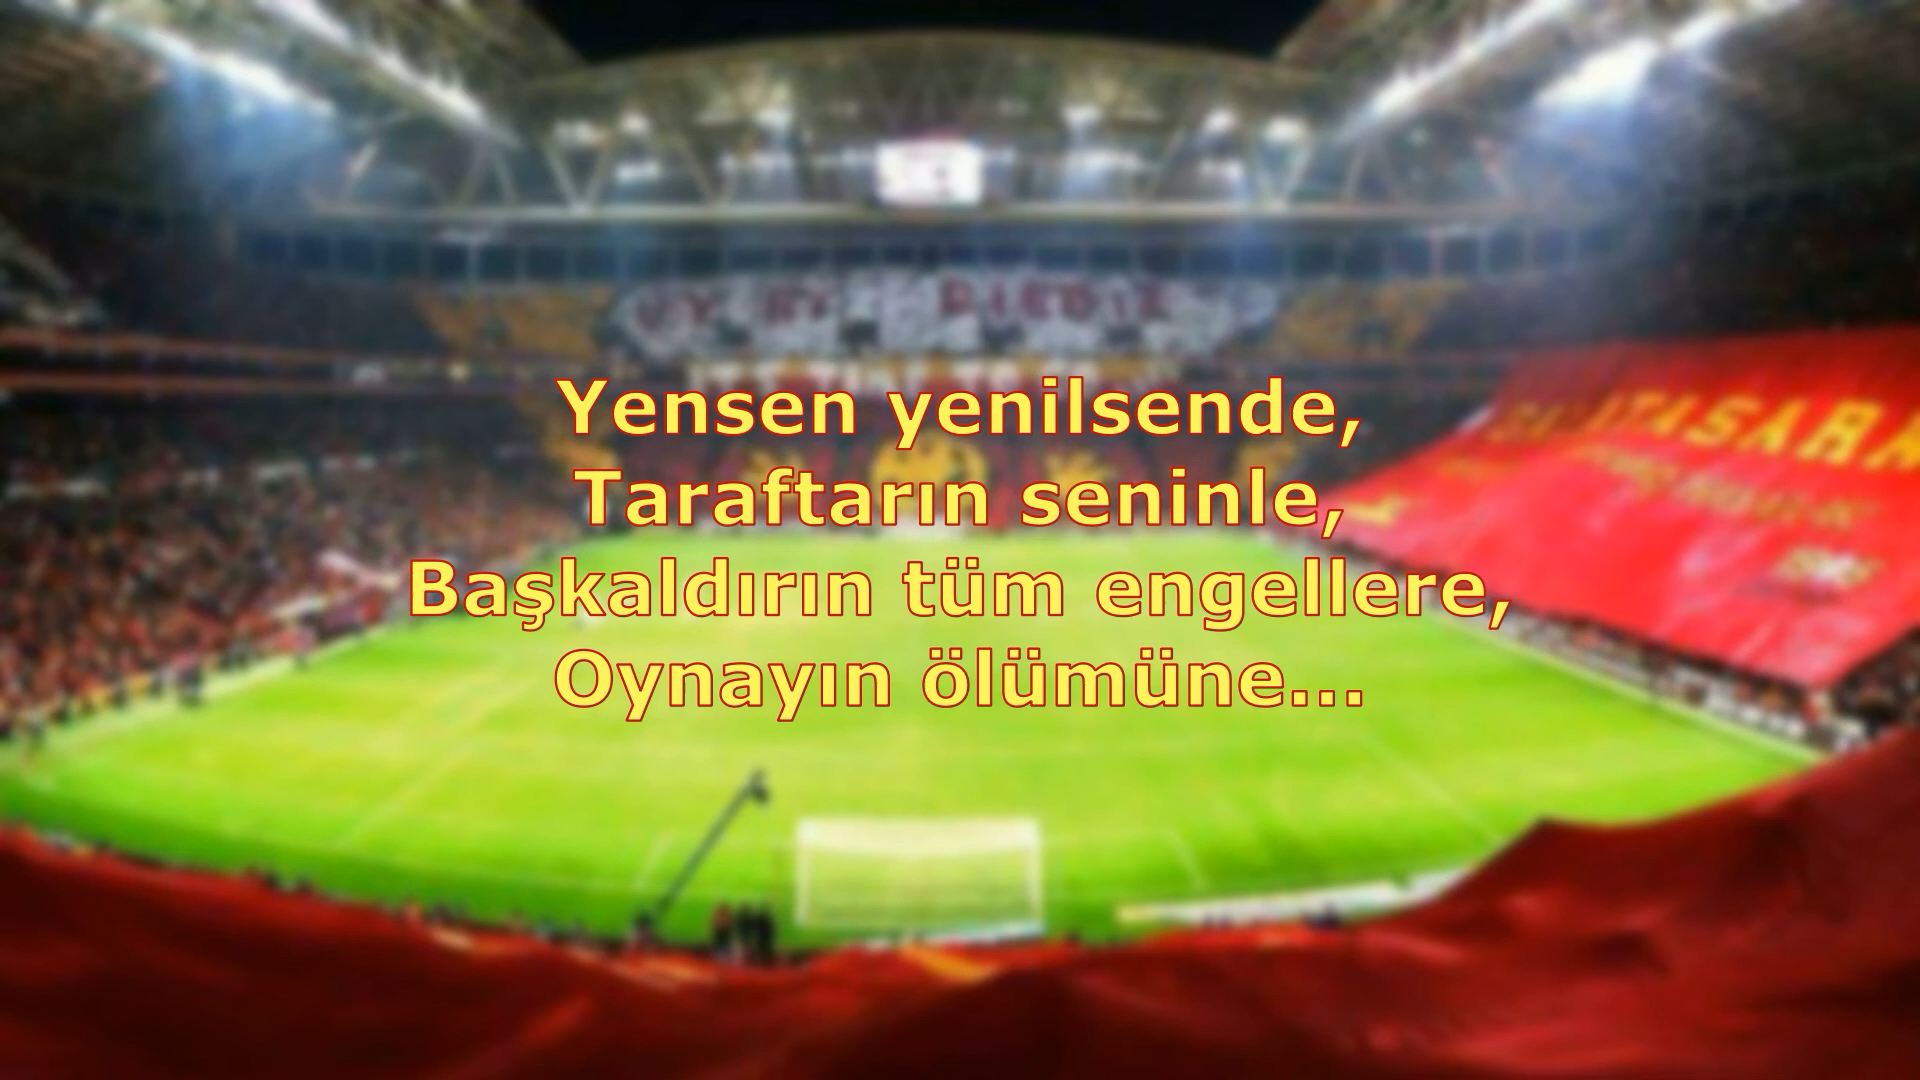 Yensen yenilsende,
Taraftarın seninle,
Başkaldırın tüm engellere,
Oynayın ölümüne...